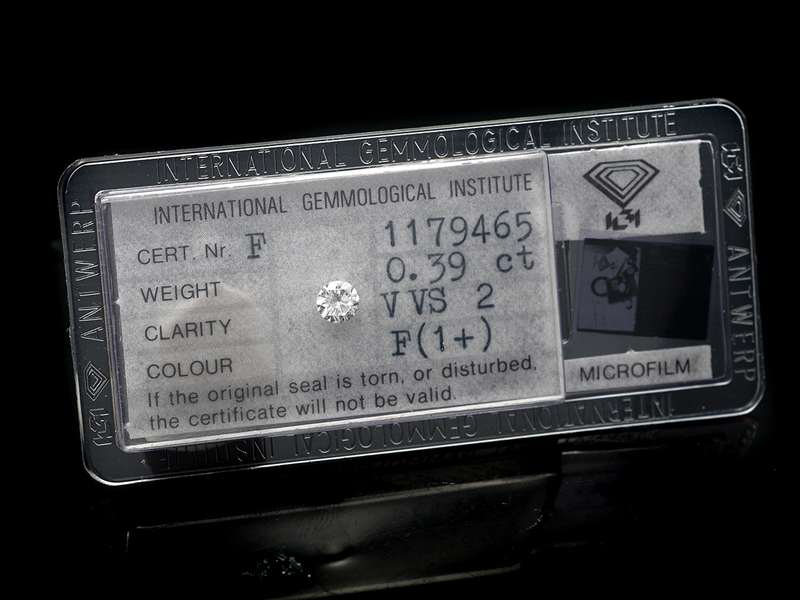 INTERNATIONAL GEMMOLOGICAL INSTITUTE
INTERNATIONAL GEMMOLOGICAL INSTITUTE
CERT. Nr. F 1179465
WEIGHT 0.39 ct
CLARITY VVS 2
COLOUR F(1+)
If the original seal is torn, or disturbed,
the certificate will not be valid.
IGI
MICROFILM
ANTWERP
IGI
IGI
ANTWERP
INTERNATIONAL GEMMOLOGICAL INSTITUTE